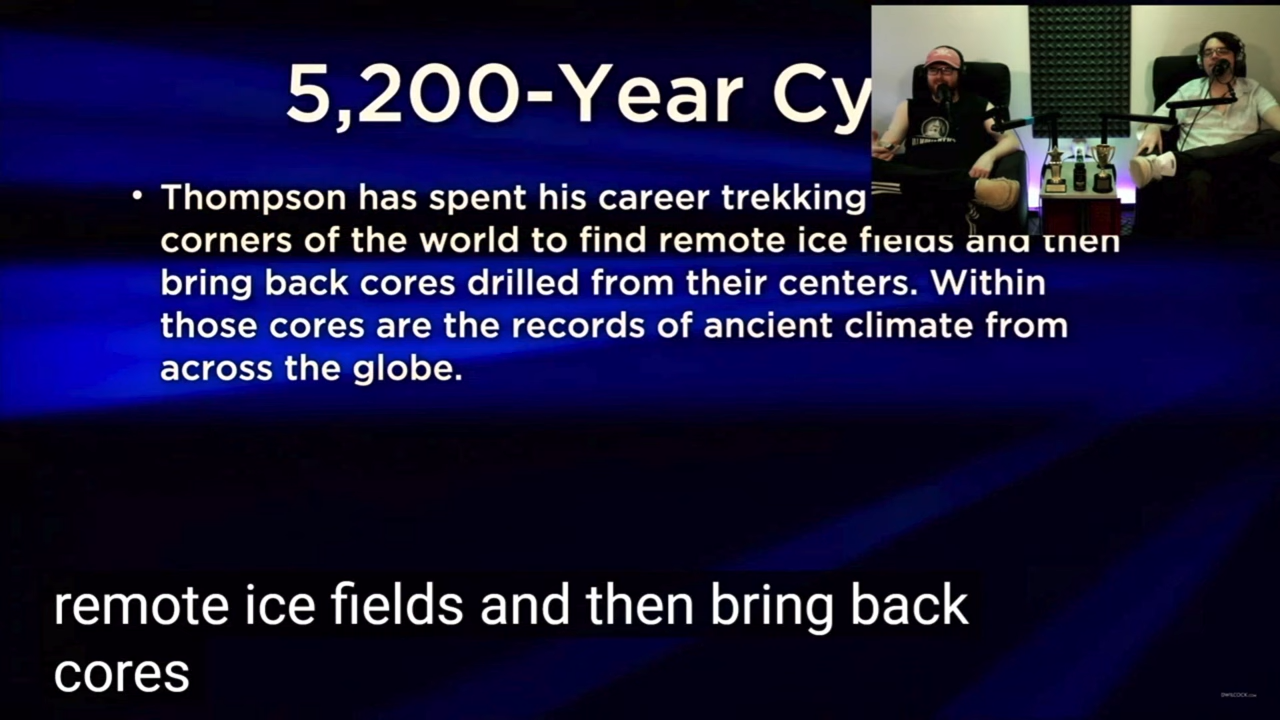 5,200-Year Cy
• Thompson has spent his career trekking
corners of the world to find remote ice fields and then
bring back cores drilled from their centers. Within
those cores are the records of ancient climate from
across the globe.
remote ice fields and then bring back
cores